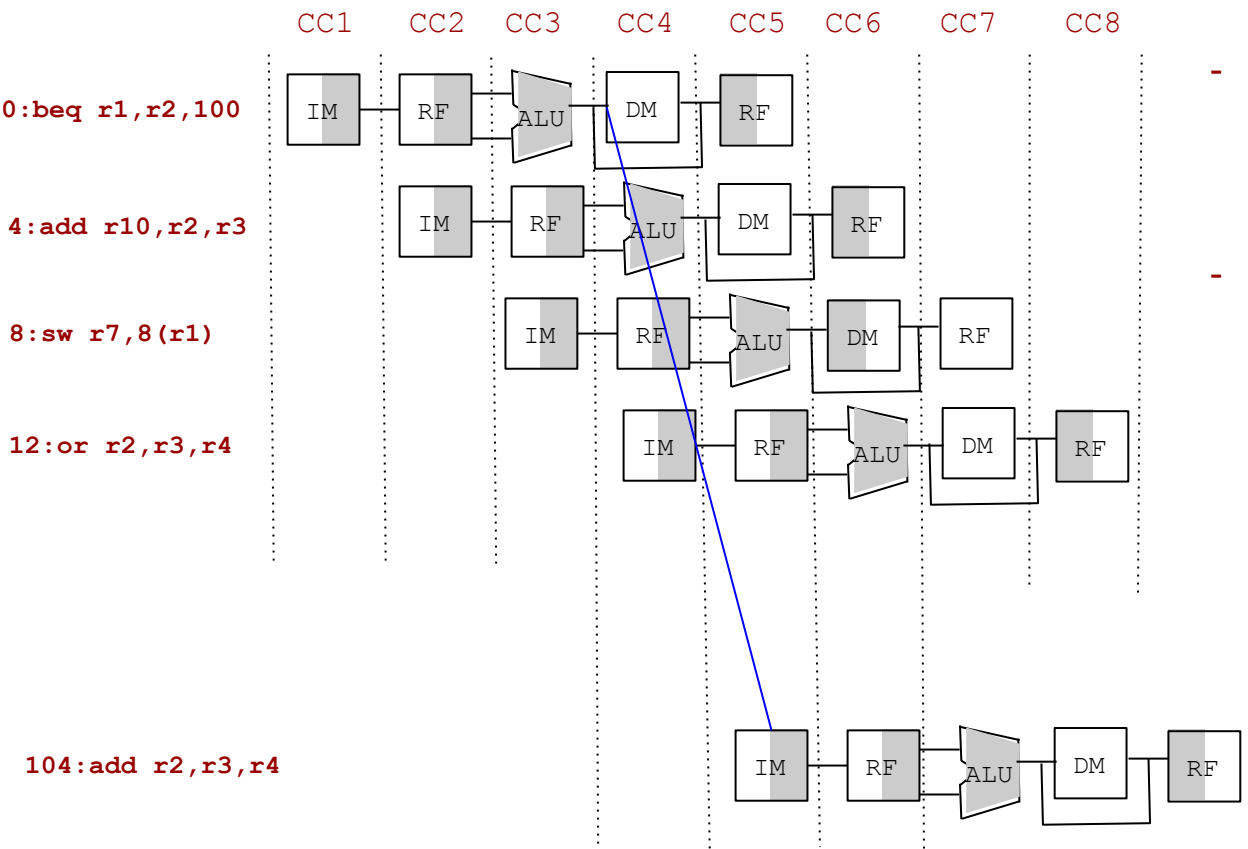 CC1 CC2 CC3 CC4 CC5 CC6 CC7 CC8
-
0:beq r1,r2,100 IM RF ALU DM RF
4:add r10,r2,r3 IM RF ALU DM RF
-
8:sw r7,8(r1) IM RF ALU DM RF
12:or r2,r3,r4 IM RF ALU DM RF
104:add r2,r3,r4 IM RF ALU DM RF